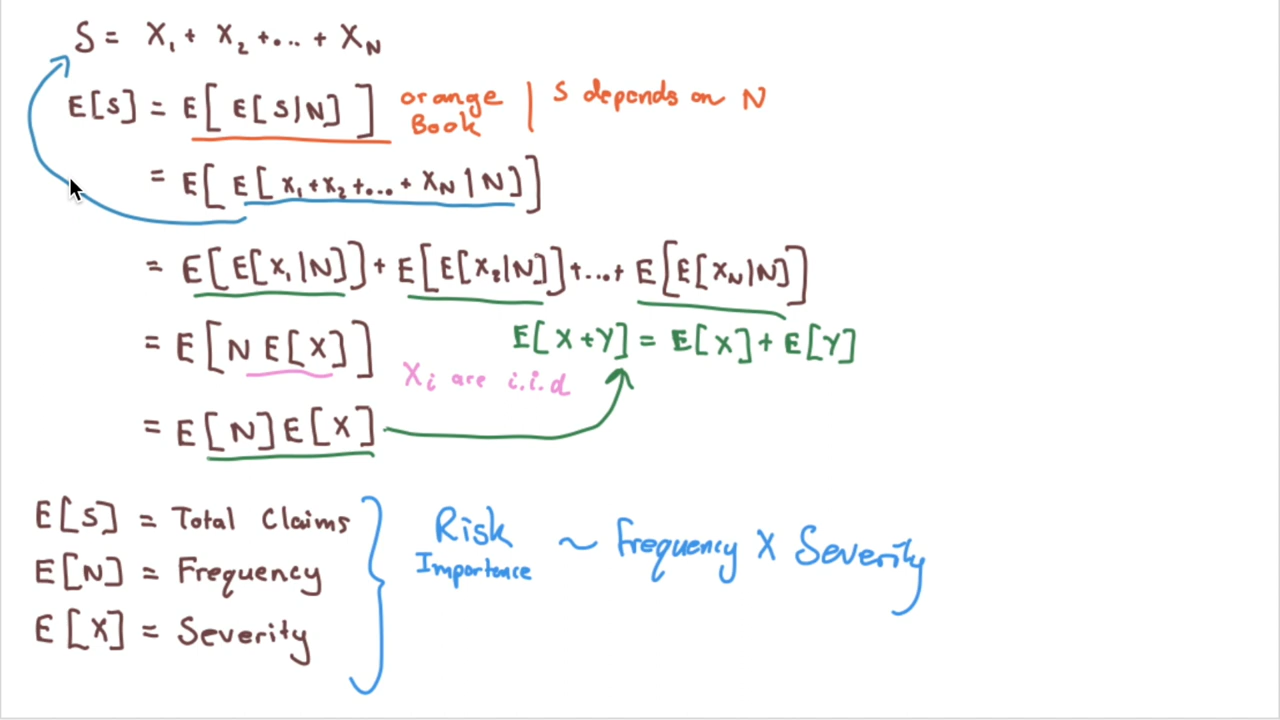 S = X₁ + X₂ +... + X_N
E[S] = E[ E[S|N] ] orange Book | S depends on N
= E[ E[ X₁+X₂+...+ X_N | N] ]
= E[ E[X₁|N] ] + E[ E[X₂|N] ] +...+ E[ E[X_N|N] ]
= E[ N E[X] ] E[X+Y] = E[X] + E[Y]
Xᵢ are i.i.d
= E[N] E[X]
E[S] = Total Claims
E[N] = Frequency
E[X] = Severity
Risk Importance ~ Frequency X Severity